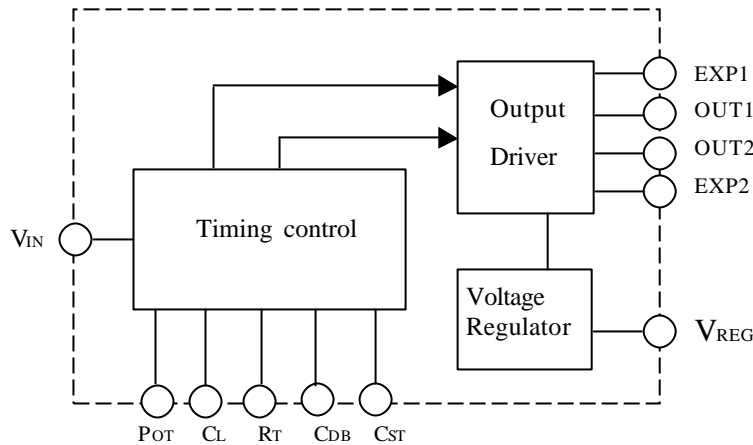 EXP1
Output
OUT1
Driver
OUT2
EXP2
Timing control
VIN
Voltage
Regulator
VREG
POT CL RT CDB CST